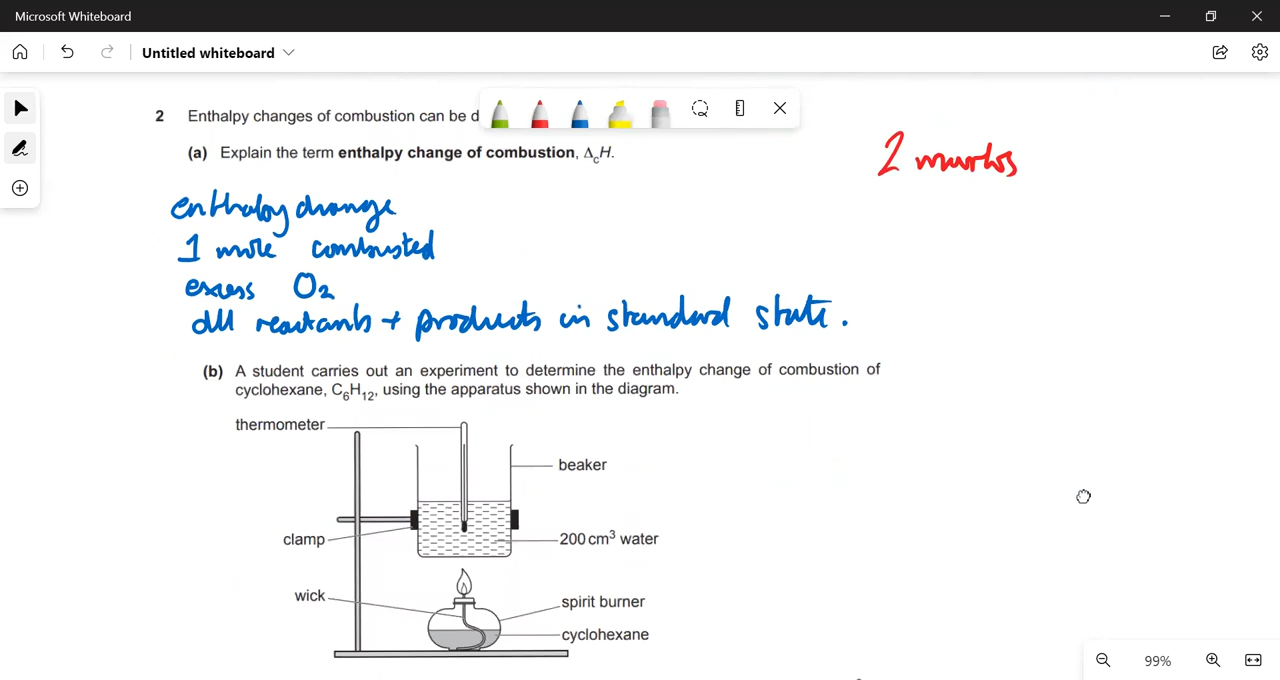 Microsoft Whiteboard
Untitled whiteboard
2 Enthalpy changes of combustion can be d
(a) Explain the term enthalpy change of combustion, ΔcH.
2 marks
enthalpy change
1 mole combusted
excess O2
all reactants + products in standard state.
(b) A student carries out an experiment to determine the enthalpy change of combustion of
cyclohexane, C6H12, using the apparatus shown in the diagram.
thermometer
beaker
clamp
200 cm³ water
wick
spirit burner
cyclohexane
99%